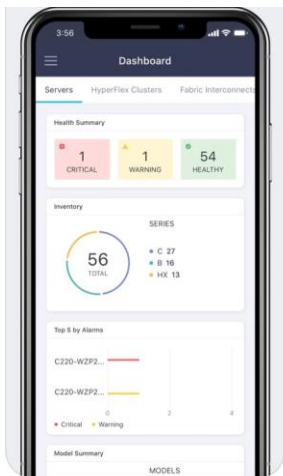 3:56
Dashboard
Servers HyperFlex Clusters Fabric Interconnects
Health Summary
1
CRITICAL
1
WARNING
54
HEALTHY
Inventory
SERIES
56
TOTAL
C 27
B 16
HX 13
Top 5 by Alarms
C220-WZP2...
C220-WZP2...
0 2 4
Critical Warning
Model Summary
MODELS